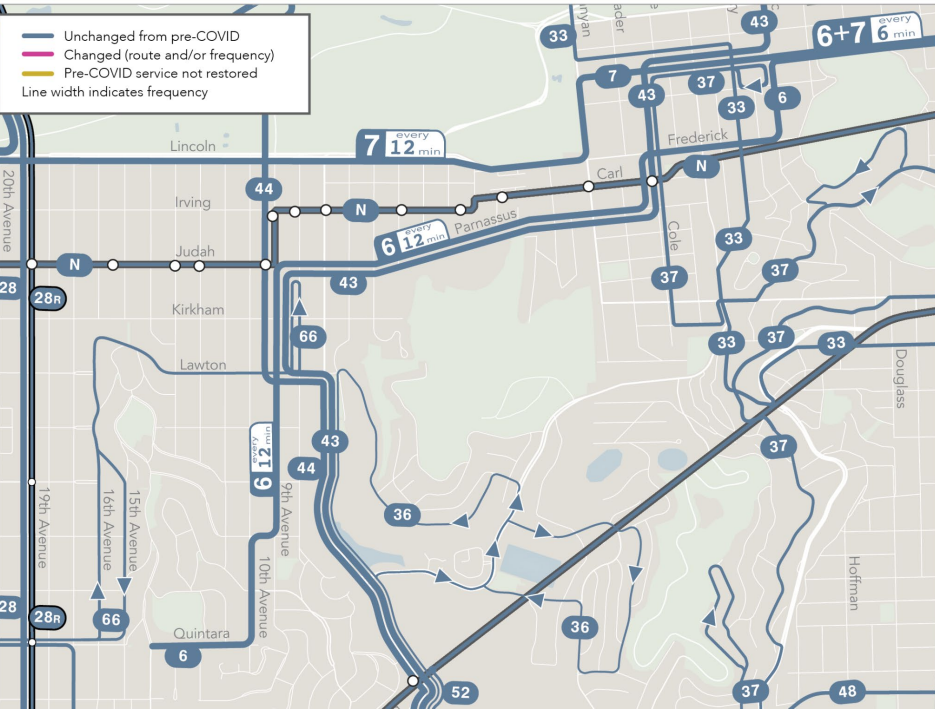 Unchanged from pre-COVID
Changed (route and/or frequency)
Pre-COVID service not restored
Line width indicates frequency
33
43
6+7 every 6 min
7
43
37
33
6
Frederick
N
Lincoln
7 every 12 min
44
Irving
N
Carl
20th Avenue
Judah
N
6 every 12 min
Parnassus
Cole
33
37
28
28R
43
37
Kirkham
66
33
37
33
Lawton
Douglass
6 every 12 min
43
44
37
19th Avenue
16th Avenue
15th Avenue
9th Avenue
36
10th Avenue
Hoffman
28
28R
66
36
Quintara
6
52
37
48